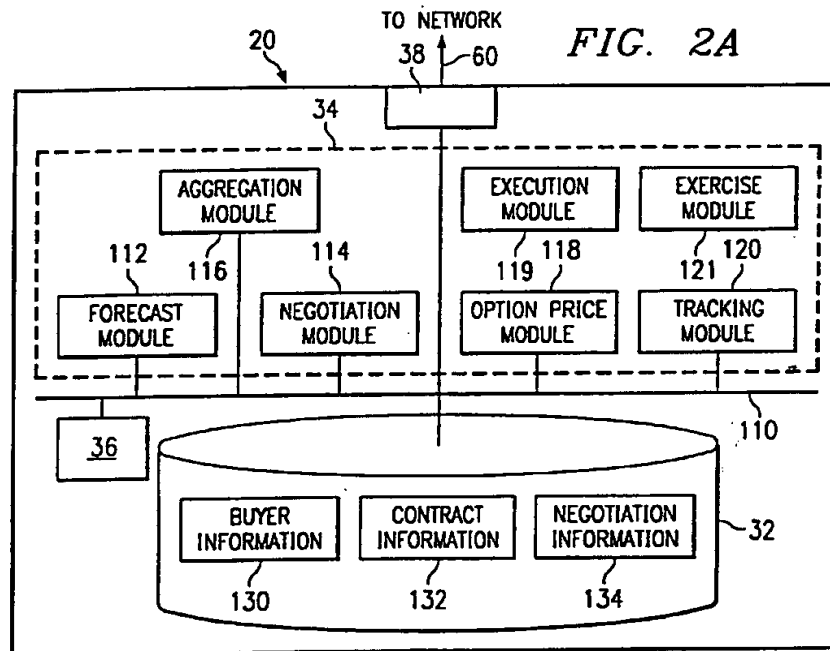 TO NETWORK
20
38
60
FIG. 2A
34
AGGREGATION
MODULE
EXECUTION
MODULE
EXERCISE
MODULE
112
116
114
119
118
121
120
FORECAST
MODULE
NEGOTIATION
MODULE
OPTION PRICE
MODULE
TRACKING
MODULE
36
110
BUYER
INFORMATION
CONTRACT
INFORMATION
NEGOTIATION
INFORMATION
32
130
132
134